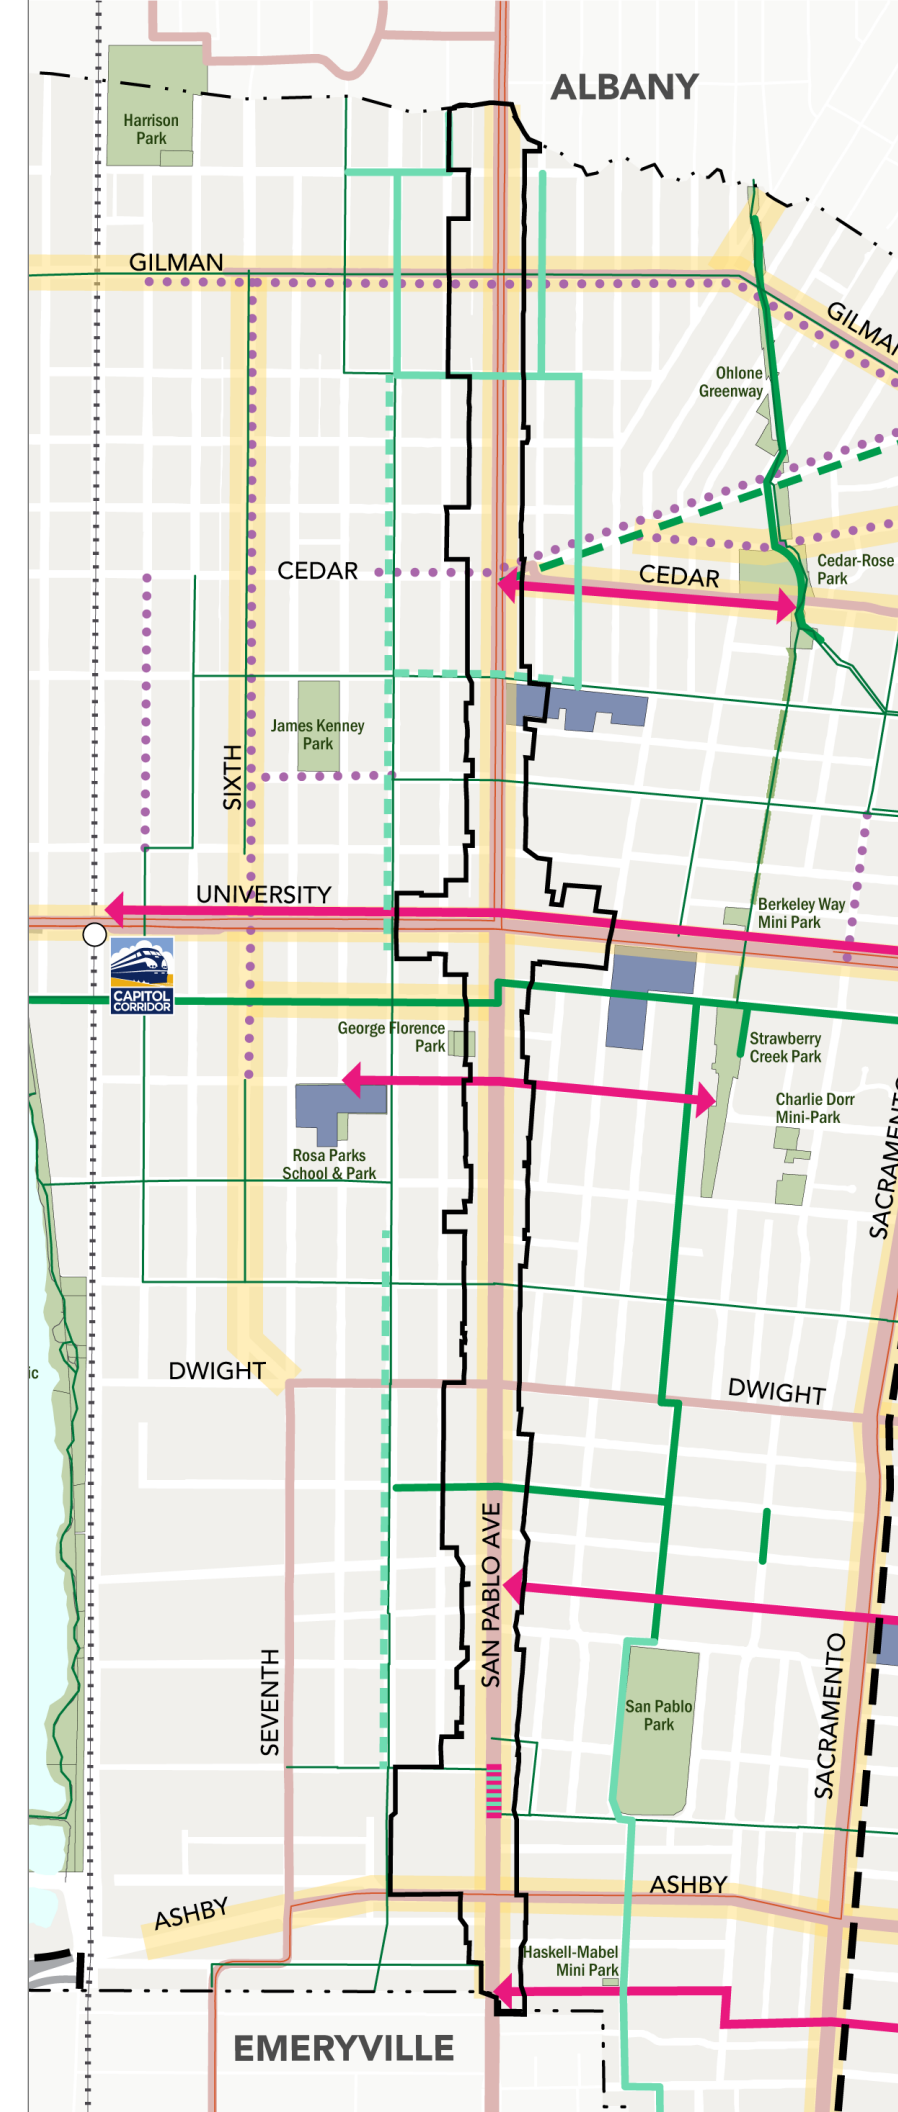 ALBANY
Harrison
Park
GILMAN
GILMA
Ohlone
Greenway
CEDAR
CEDAR
Cedar-Rose
Park
James Kenney
Park
SIXTH
UNIVERSITY
Berkeley Way
Mini Park
CAPITOL
CORRIDOR
George Florence
Park
Strawberry
Creek Park
Charlie Dorr
Mini-Park
SACRAMENTO
Rosa Parks
School & Park
ic
DWIGHT
DWIGHT
SAN PABLO AVE
SEVENTH
SACRAMENTO
San Pablo
Park
ASHBY
ASHBY
Haskell-Mabel
Mini Park
EMERYVILLE